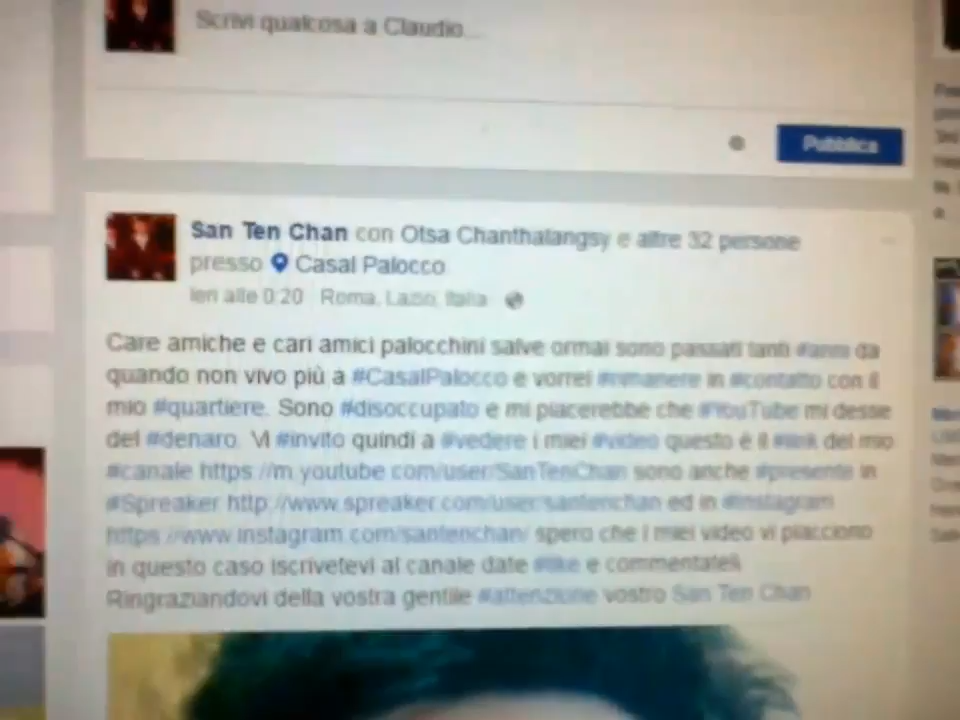 Scrivi qualcosa a Claudio...
Pubblica
San Ten Chan con Otsa Chanthalangsy e altre 32 persone
presso Casal Palocco
Ieri alle 0:20 Roma, Lazio, Italia
Care amiche e cari amici palocchini salve ormai sono passati tanti #anni da
quando non vivo più a #CasalPalocco e vorrei #rimanere in #contatto con il
mio #quartiere. Sono #disoccupato e mi piacerebbe che #YouTube mi desse
del #denaro. Vi #invito quindi a #vedere i miei #video questo è il #link del mio
#canale https://m.youtube.com/user/SanTenChan sono anche #presente in
#Spreaker http://www.spreaker.com/user/santenchan ed in #Instagram
https://www.instagram.com/santenchan/ spero che i miei video vi piacciono
in questo caso iscrivetevi al canale date #like e commentateli
Ringraziandovi della vostra gentile #attenzione vostro San Ten Chan